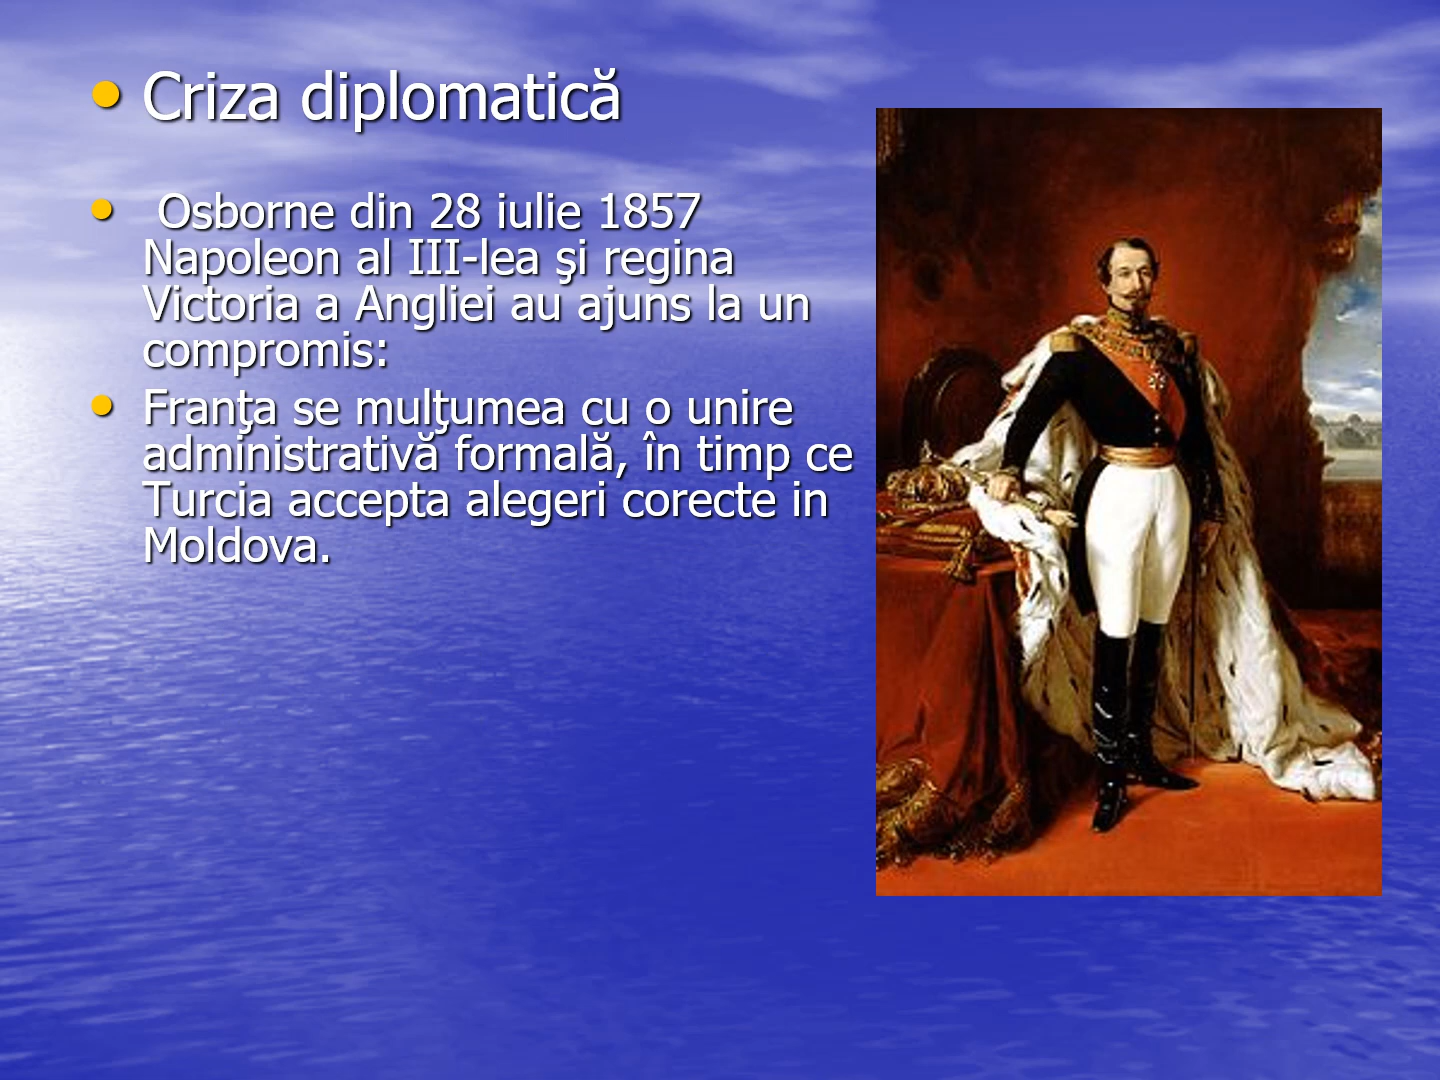 • Criza diplomatică
• Osborne din 28 iulie 1857
Napoleon al III-lea şi regina
Victoria a Angliei au ajuns la un
compromis:
• Franţa se mulţumea cu o unire
administrativă formală, în timp ce
Turcia accepta alegeri corecte in
Moldova.